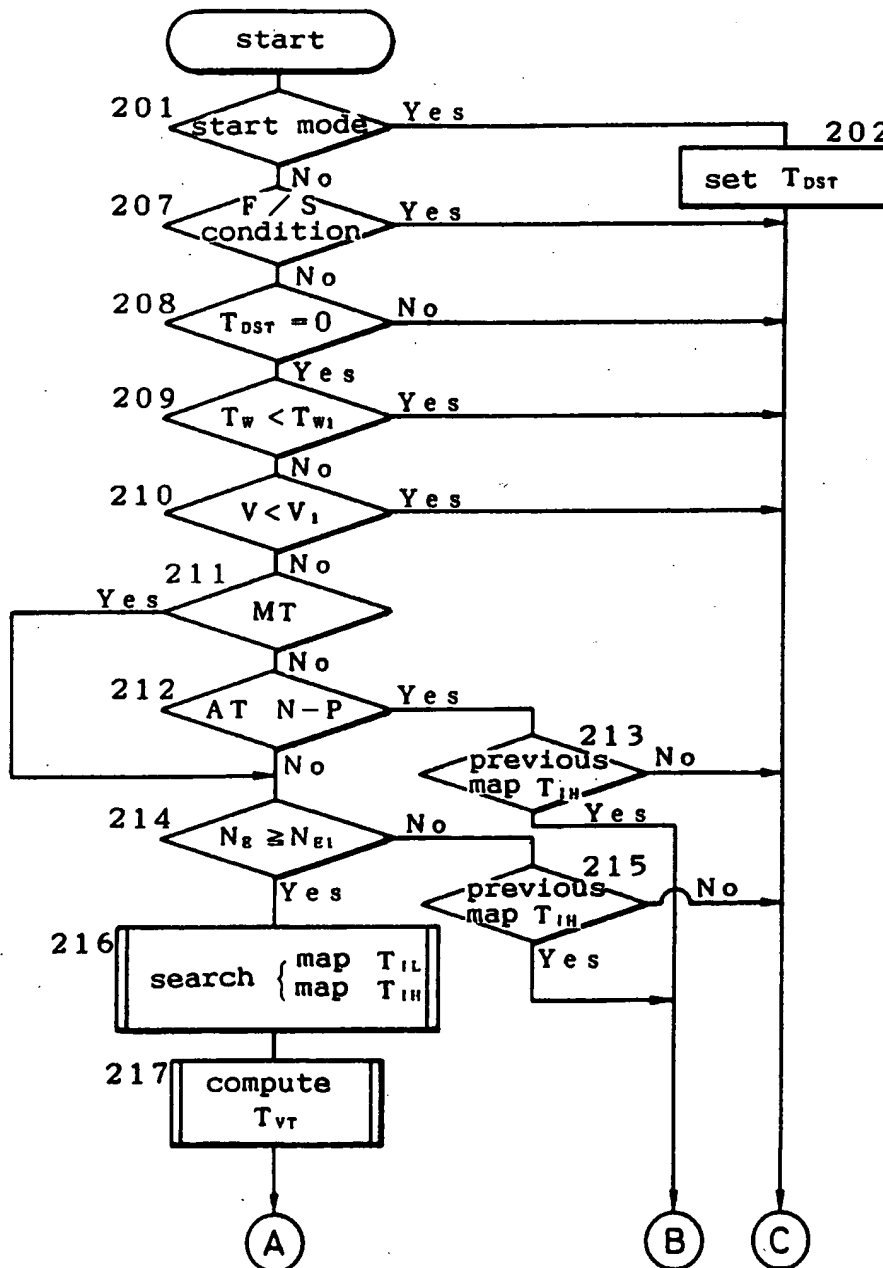 start
201
start mode
Yes
202
set T_DST
No
207
F/S
condition
Yes
No
208
T_DST = 0
No
Yes
209
T_W < T_W1
Yes
No
210
V < V_1
Yes
No
211
Yes
MT
No
212
AT N-P
Yes
213
previous
map T_IH
No
Yes
No
214
N_E ≧ N_E1
No
215
previous
map T_IH
No
Yes
Yes
216
search { map T_IL
map T_IH
217
compute
T_VT
A
B
C